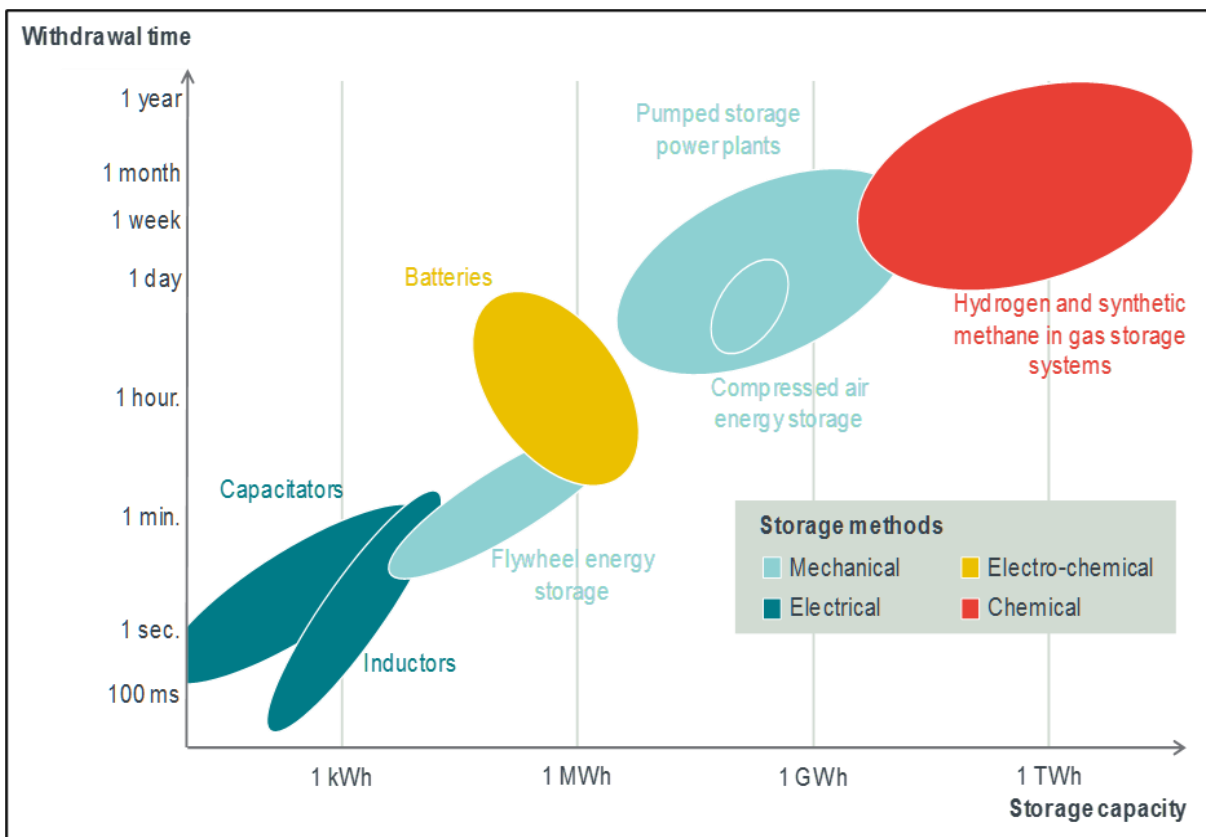 Withdrawal time
1 year
1 month
1 week
1 day
1 hour.
1 min.
1 sec.
100 ms
Pumped storage
power plants
Batteries
Hydrogen and synthetic
methane in gas storage
systems
Compressed air
energy storage
Capacitators
Flywheel energy
storage
Inductors
Storage methods
Mechanical
Electro-chemical
Electrical
Chemical
1 kWh
1 MWh
1 GWh
1 TWh
Storage capacity